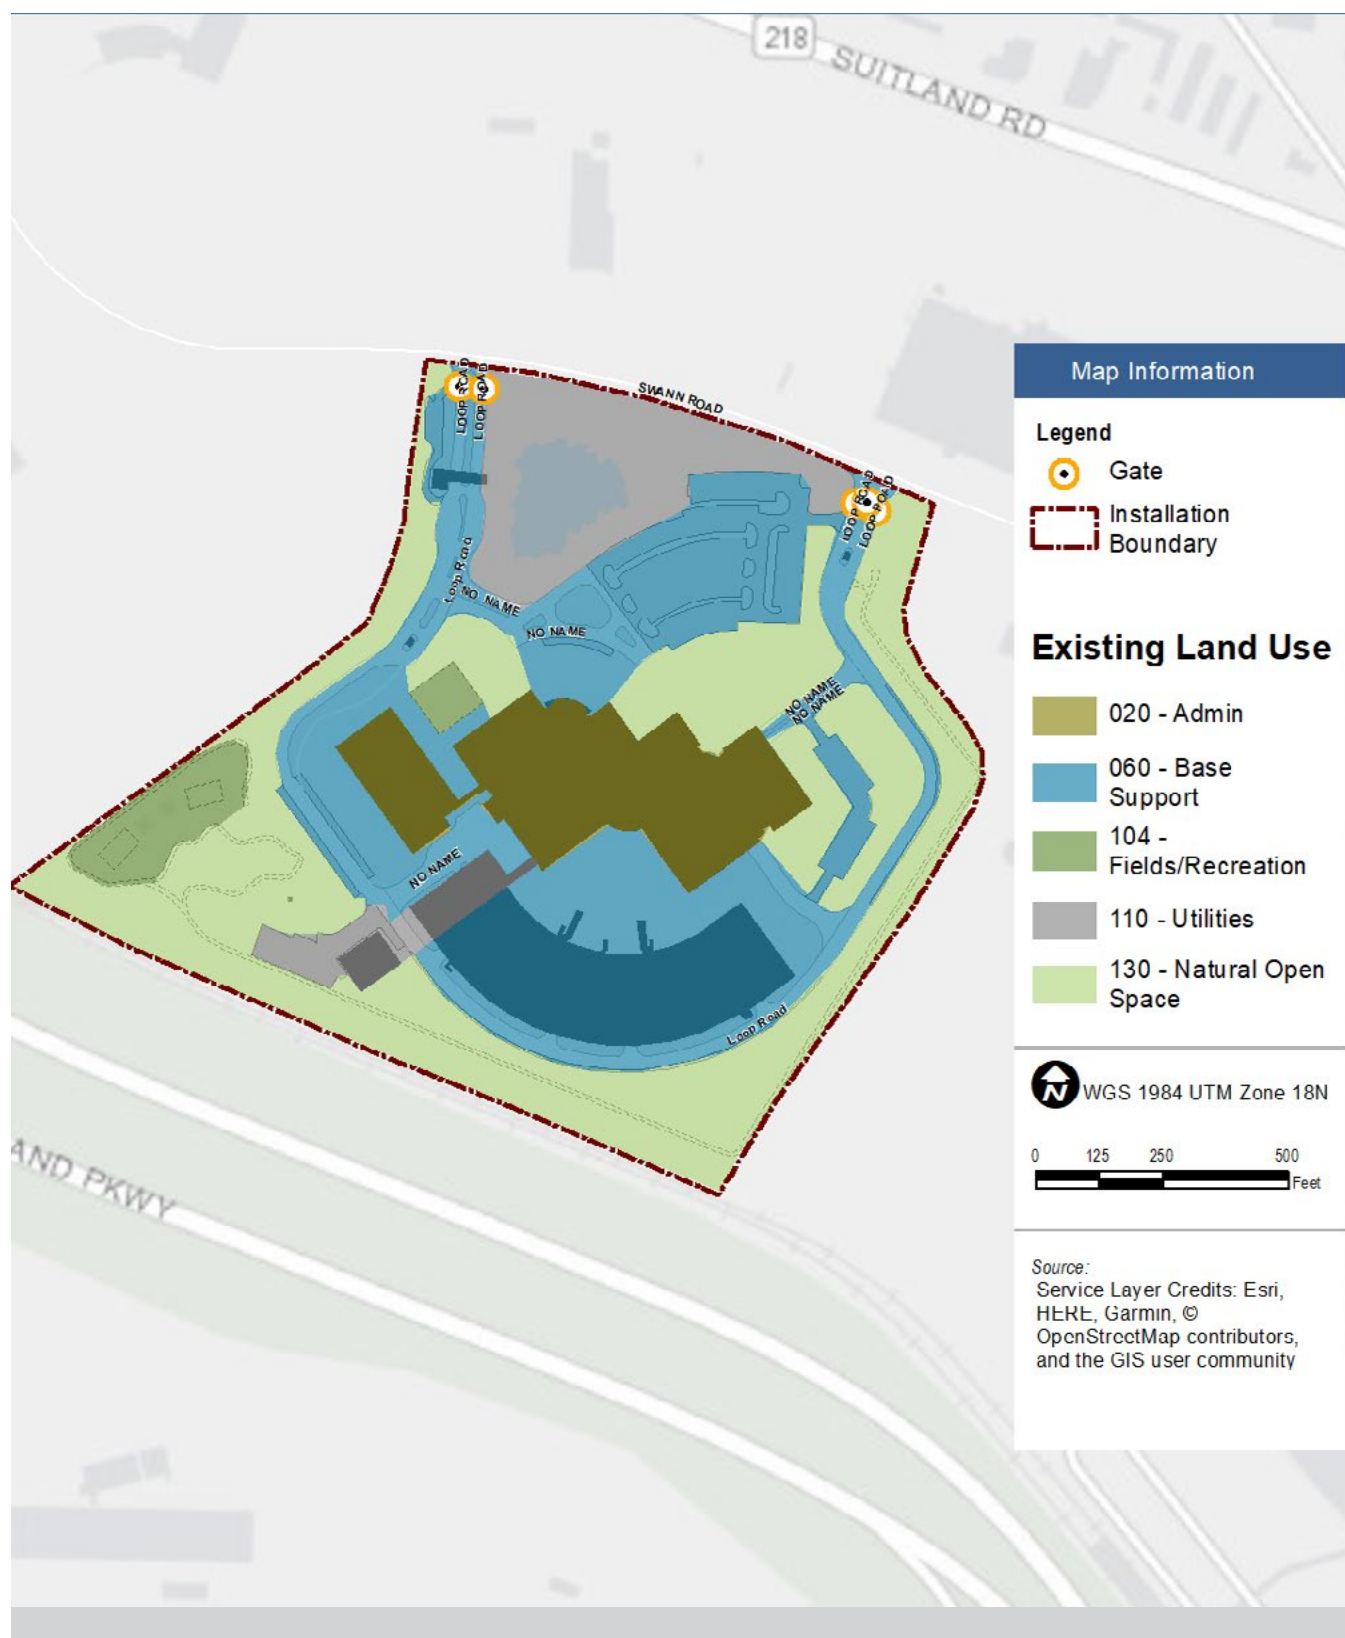 218
SUITLAND RD
SWANN ROAD
LOOP ROAD
LOOP ROAD
LOOP ROAD
LOOP ROAD
Loop Road
NO NAME
NO NAME
NO NAME
NO NAME
NO NAME
Loop Road
AND PKWY
Map Information
Legend
Gate
Installation
Boundary
Existing Land Use
020 - Admin
060 - Base
Support
104 -
Fields/Recreation
110 - Utilities
130 - Natural Open
Space
N
WGS 1984 UTM Zone 18N
0 125 250 500
Feet
Source:
Service Layer Credits: Esri,
HERE, Garmin, ©
OpenStreetMap contributors,
and the GIS user community